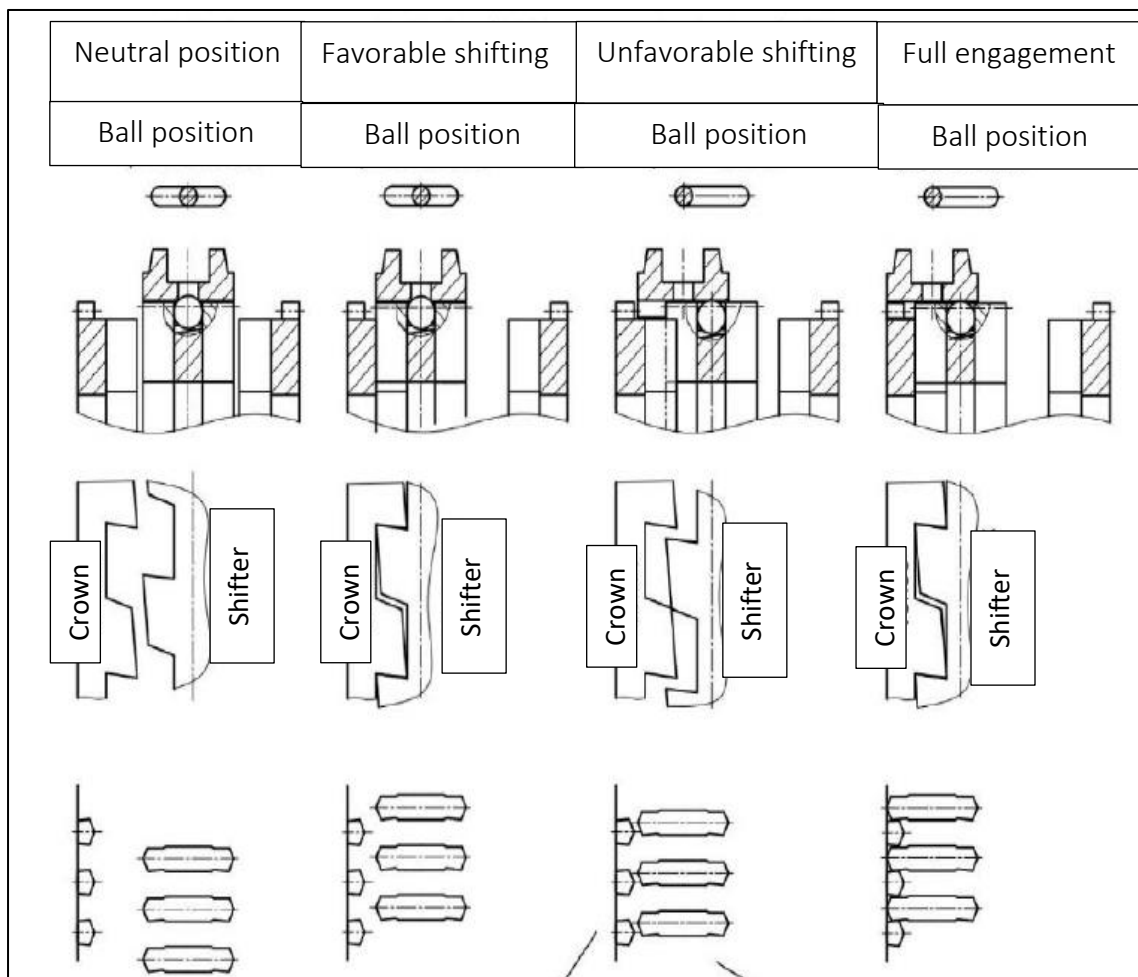 Neutral position
Favorable shifting
Unfavorable shifting
Full engagement
Ball position
Ball position
Ball position
Ball position
Crown
Shifter
Crown
Shifter
Crown
Shifter
Crown
Shifter